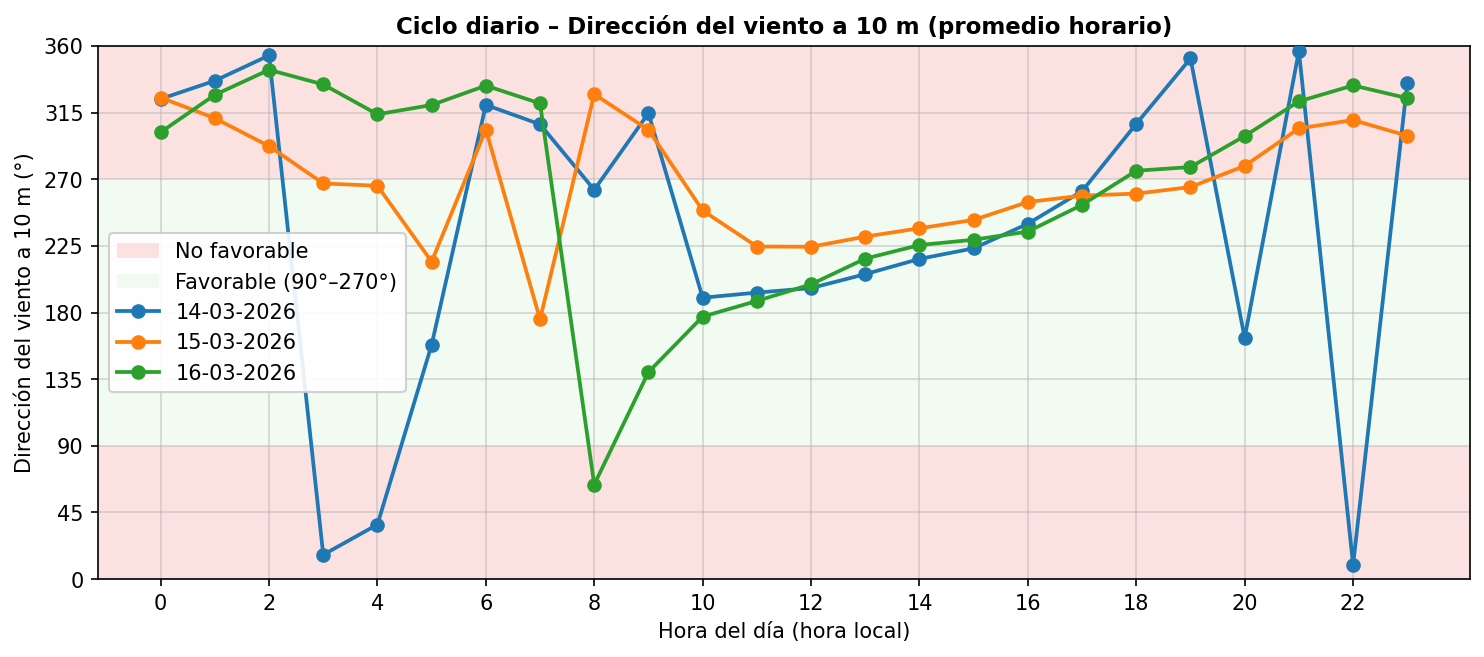 Ciclo diario – Dirección del viento a 10 m (promedio horario)
Dirección del viento a 10 m (°)
360
315
270
225
180
135
90
45
0
No favorable
Favorable (90°–270°)
14-03-2026
15-03-2026
16-03-2026
0 2 4 6 8 10 12 14 16 18 20 22
Hora del día (hora local)